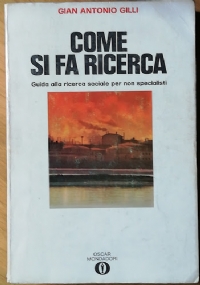 GIAN ANTONIO GILLI
COME
SI FA RICERCA
Guida alla ricerca sociale per non specialisti
OSCAR
MONDADORI